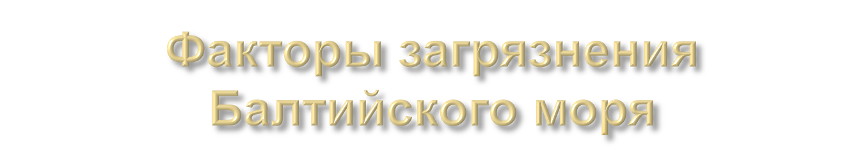 Факторы загрязнения
Балтийского моря